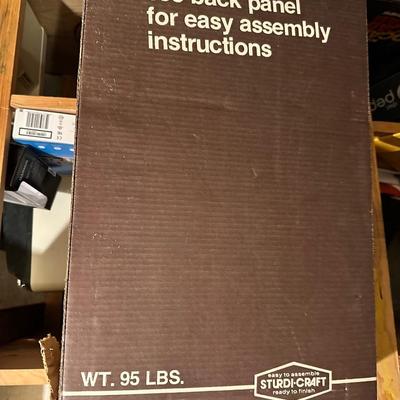 back panel
for easy assembly
instructions
WT. 95 LBS.
easy to assemble
STURDI-CRAFT
ready to finish